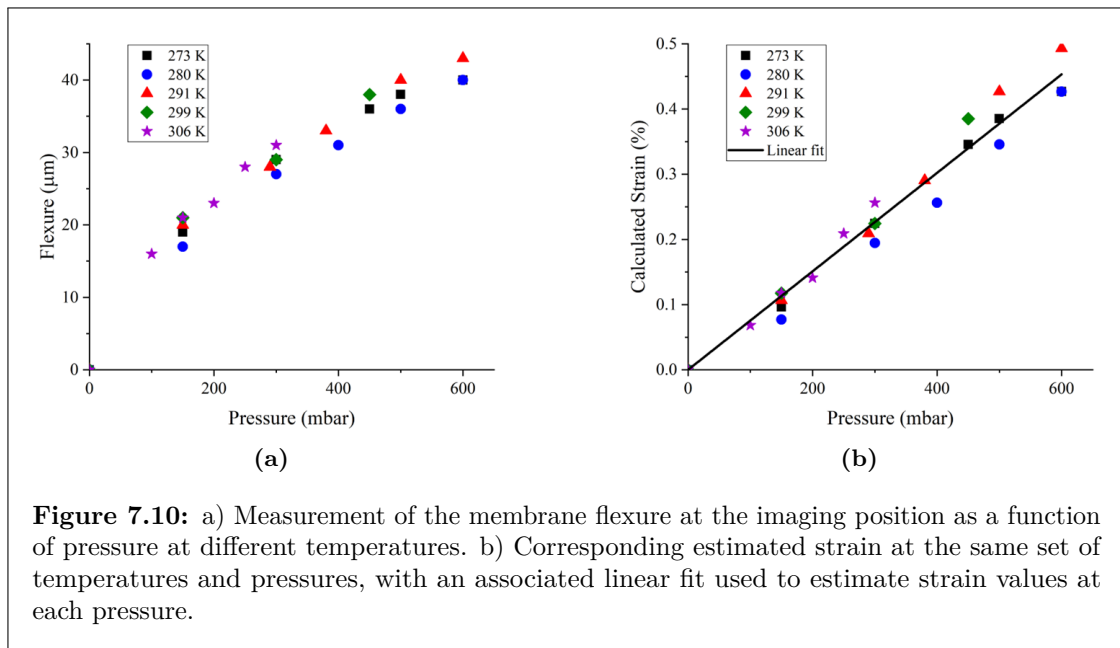 273 K
280 K
291 K
299 K
306 K
40
30
20
10
0
Flexure (µm)
0
200
400
600
Pressure (mbar)
(a)
273 K
280 K
291 K
299 K
306 K
Linear fit
0.5
0.4
0.3
0.2
0.1
0.0
Calculated Strain (%)
0
200
400
600
Pressure (mbar)
(b)
Figure 7.10: a) Measurement of the membrane flexure at the imaging position as a function
of pressure at different temperatures. b) Corresponding estimated strain at the same set of
temperatures and pressures, with an associated linear fit used to estimate strain values at
each pressure.